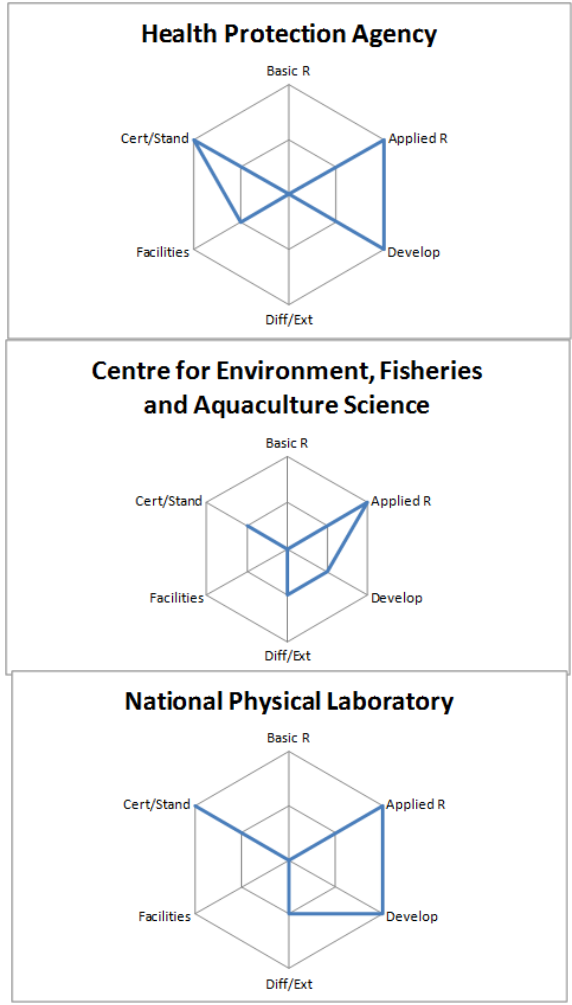 Health Protection Agency
Basic R
Cert/Stand
Applied R
Facilities
Develop
Diff/Ext
Centre for Environment, Fisheries
and Aquaculture Science
Basic R
Cert/Stand
Applied R
Facilities
Develop
Diff/Ext
National Physical Laboratory
Basic R
Cert/Stand
Applied R
Facilities
Develop
Diff/Ext